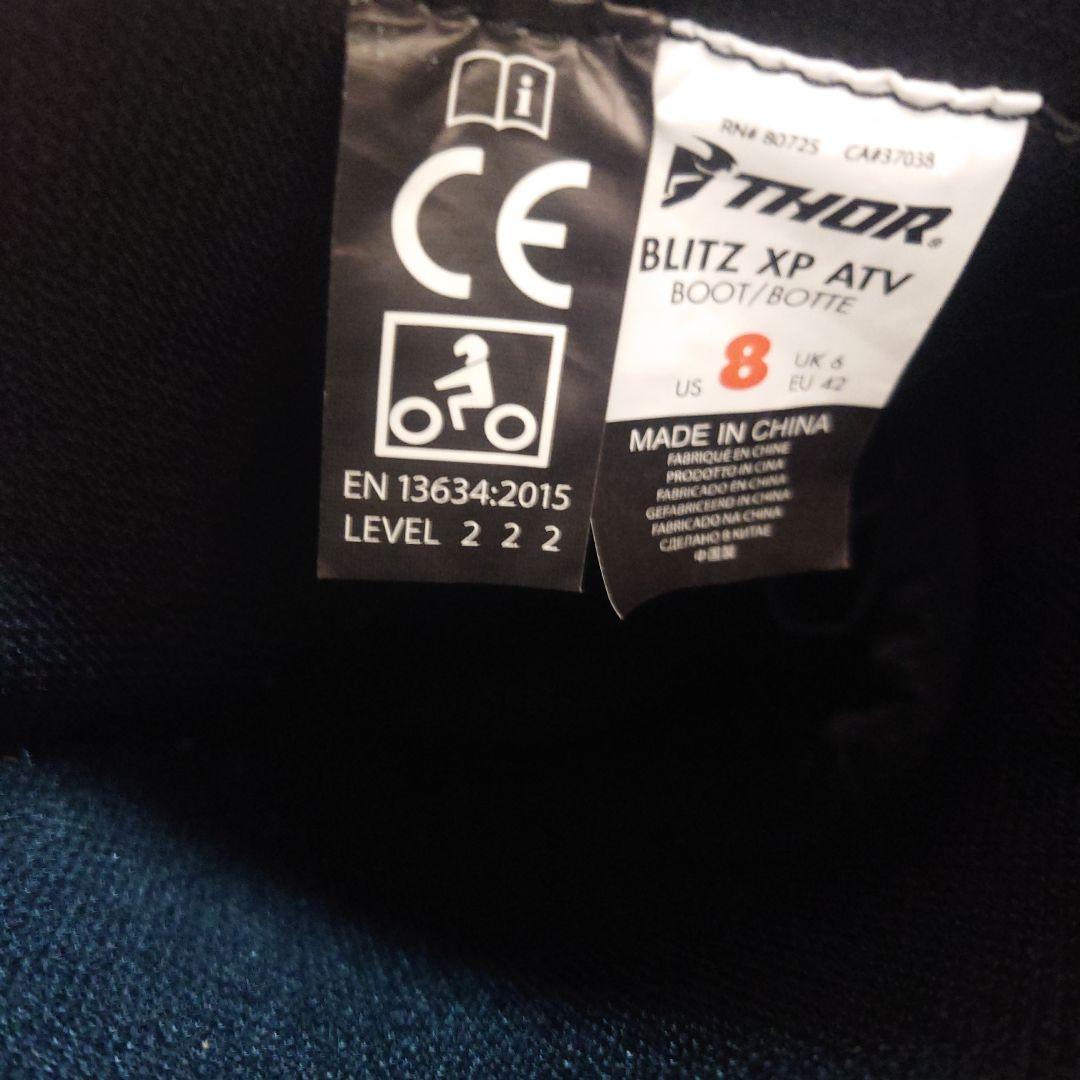 i
CE
EN 13634:2015
LEVEL 2 2 2
RN# 80725 CA#37038
THOR®
BLITZ XP ATV
BOOT/BOTTE
US 8 UK 6
EU 42
MADE IN CHINA
FABRIQUÉ EN CHINE
PRODOTTO IN CINA
FABRICADO EN CHINA
GEFABRICEERD IN CHINA
FABRICADO NA CHINA
СДЕЛАНО В КИТАЕ
中国製